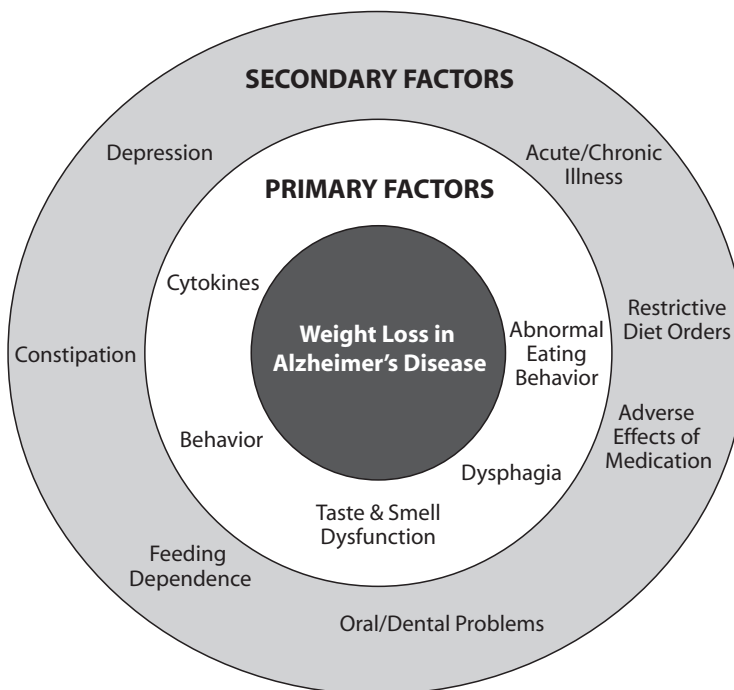 SECONDARY FACTORS
Depression
Acute/Chronic
Illness
PRIMARY FACTORS
Cytokines
Weight Loss in
Alzheimer’s Disease
Abnormal
Eating
Behavior
Restrictive
Diet Orders
Constipation
Behavior
Adverse
Effects of
Medication
Dysphagia
Taste & Smell
Dysfunction
Feeding
Dependence
Oral/Dental Problems